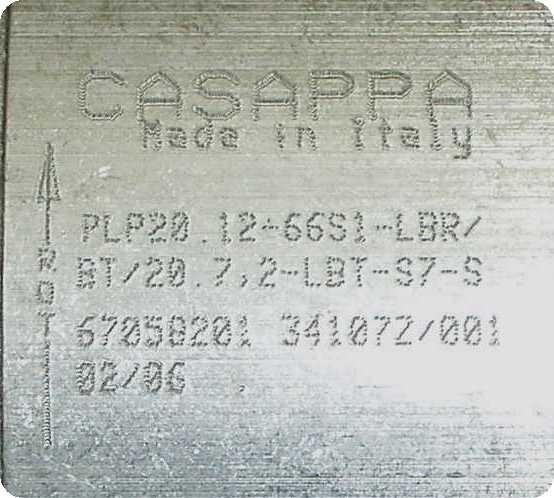 CASAPPA
Made in italy
ROT
PLP20.12-66S1-LBR/
BT/20.7,2-LBT-S7-S
67058201 341072/001
02/06